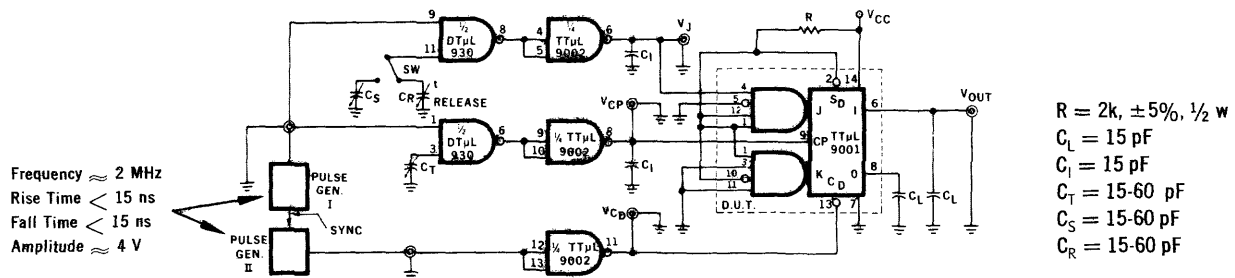 9
½
DTμL
930
8
11
4
5
¼
TTμL
9002
6
V_J
C_I
R
V_CC
2
14
S_D
4
5
12
1
J
I
6
V_OUT
SW
t
C_S
C_R
RELEASE
V_CP
1
½
DTμL
930
6
3
C_T
9
10
¼ TTμL
9002
8
C_I
9
CP
TTμL
9001
1
3
10
11
K
O
8
C_D
13
7
D.U.T.
C_L
C_L
Frequency ≈ 2 MHz
Rise Time < 15 ns
Fall Time < 15 ns
Amplitude ≈ 4 V
PULSE
GEN.
I
SYNC
PULSE
GEN.
II
V_CD
12
13
¼ TTμL
9002
11
R = 2k, ±5%, ½ w
C_L = 15 pF
C_I = 15 pF
C_T = 15-60 pF
C_S = 15-60 pF
C_R = 15-60 pF